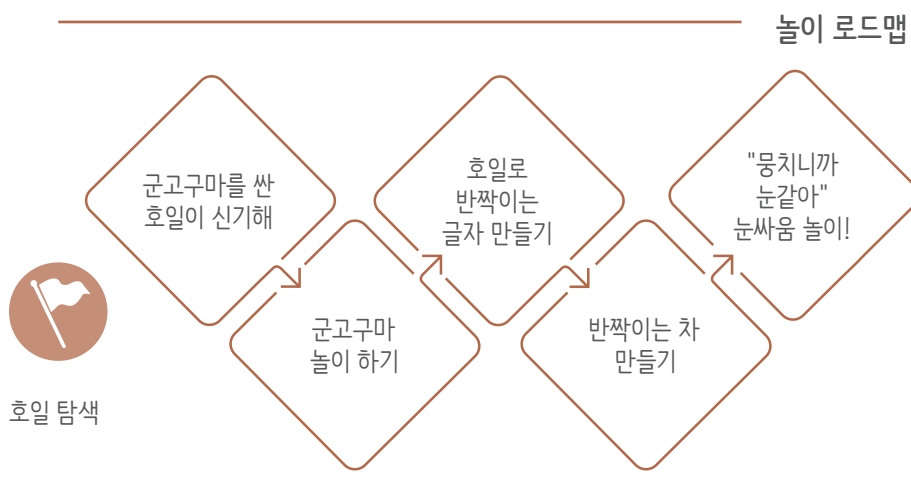 놀이 로드맵
군고구마를 싼
호일이 신기해
군고구마
놀이 하기
호일로
반짝이는
글자 만들기
반짝이는 차
만들기
"뭉치니까
눈같아"
눈싸움 놀이!
호일 탐색